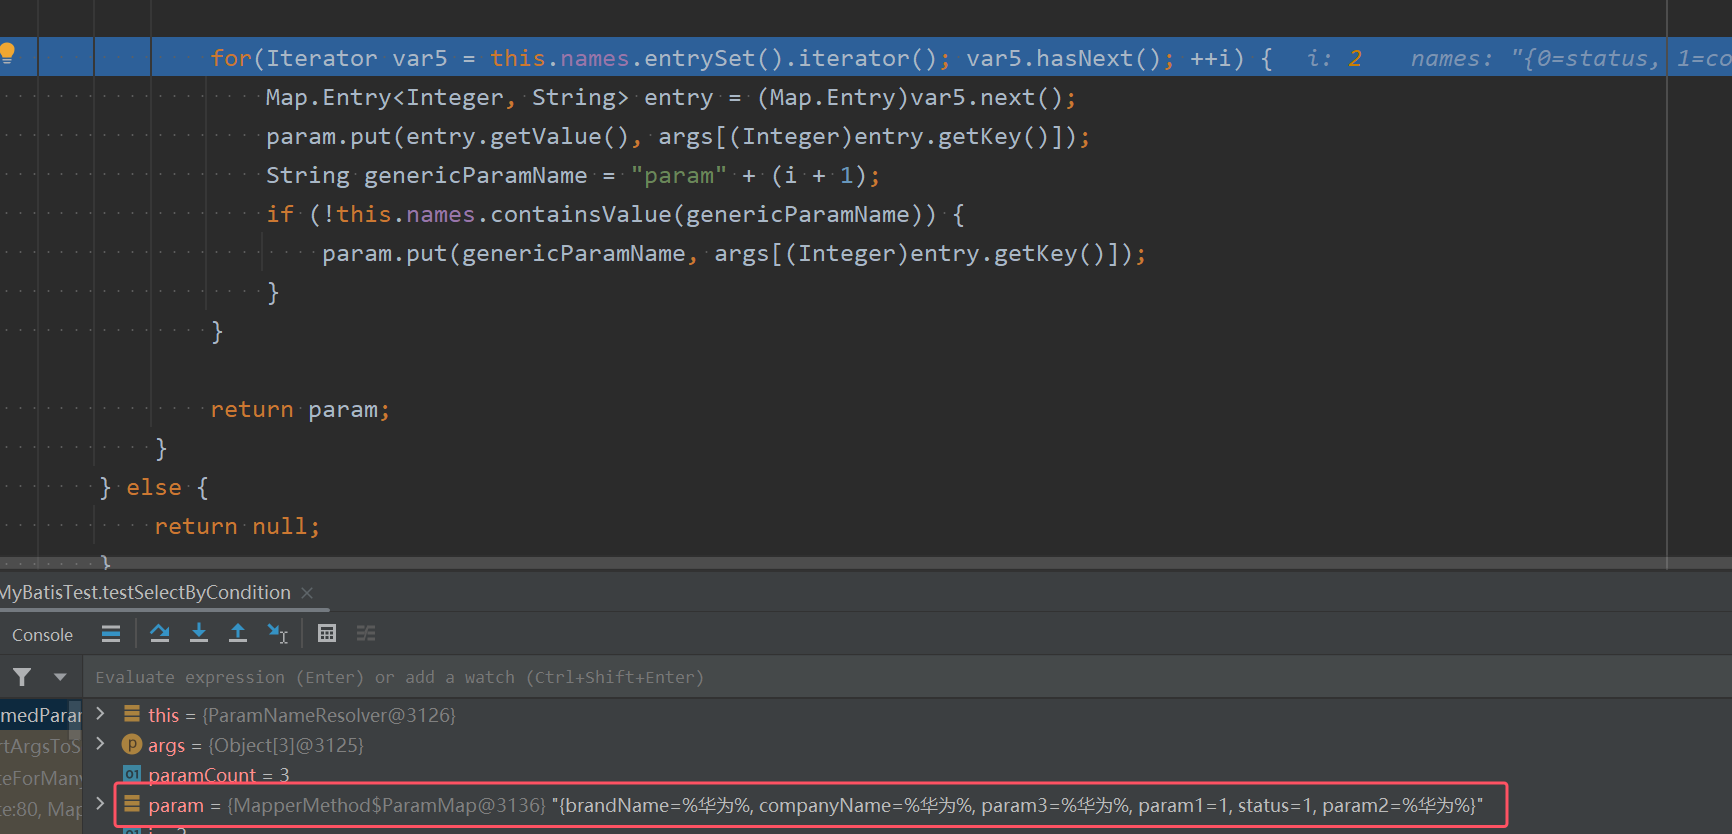 for(Iterator var5 = this.names.entrySet().iterator(); var5.hasNext(); ++i) { i: 2 names: "{0=status, 1=co
Map.Entry<Integer, String> entry = (Map.Entry)var5.next();
param.put(entry.getValue(), args[(Integer)entry.getKey()]);
String genericParamName = "param" + (i + 1);
if (!this.names.containsValue(genericParamName)) {
param.put(genericParamName, args[(Integer)entry.getKey()]);
}
}
return param;
}
} else {
return null;
}
MyBatisTest.testSelectByCondition
Console
Evaluate expression (Enter) or add a watch (Ctrl+Shift+Enter)
medParar
this = {ParamNameResolver@3126}
rtArgsToS
args = {Object[3]@3125}
paramCount = 3
teForMany
param = {MapperMethod$ParamMap@3136} "{brandName=%华为%, companyName=%华为%, param3=%华为%, param1=1, status=1, param2=%华为%}"
te:80, Map
i = 2